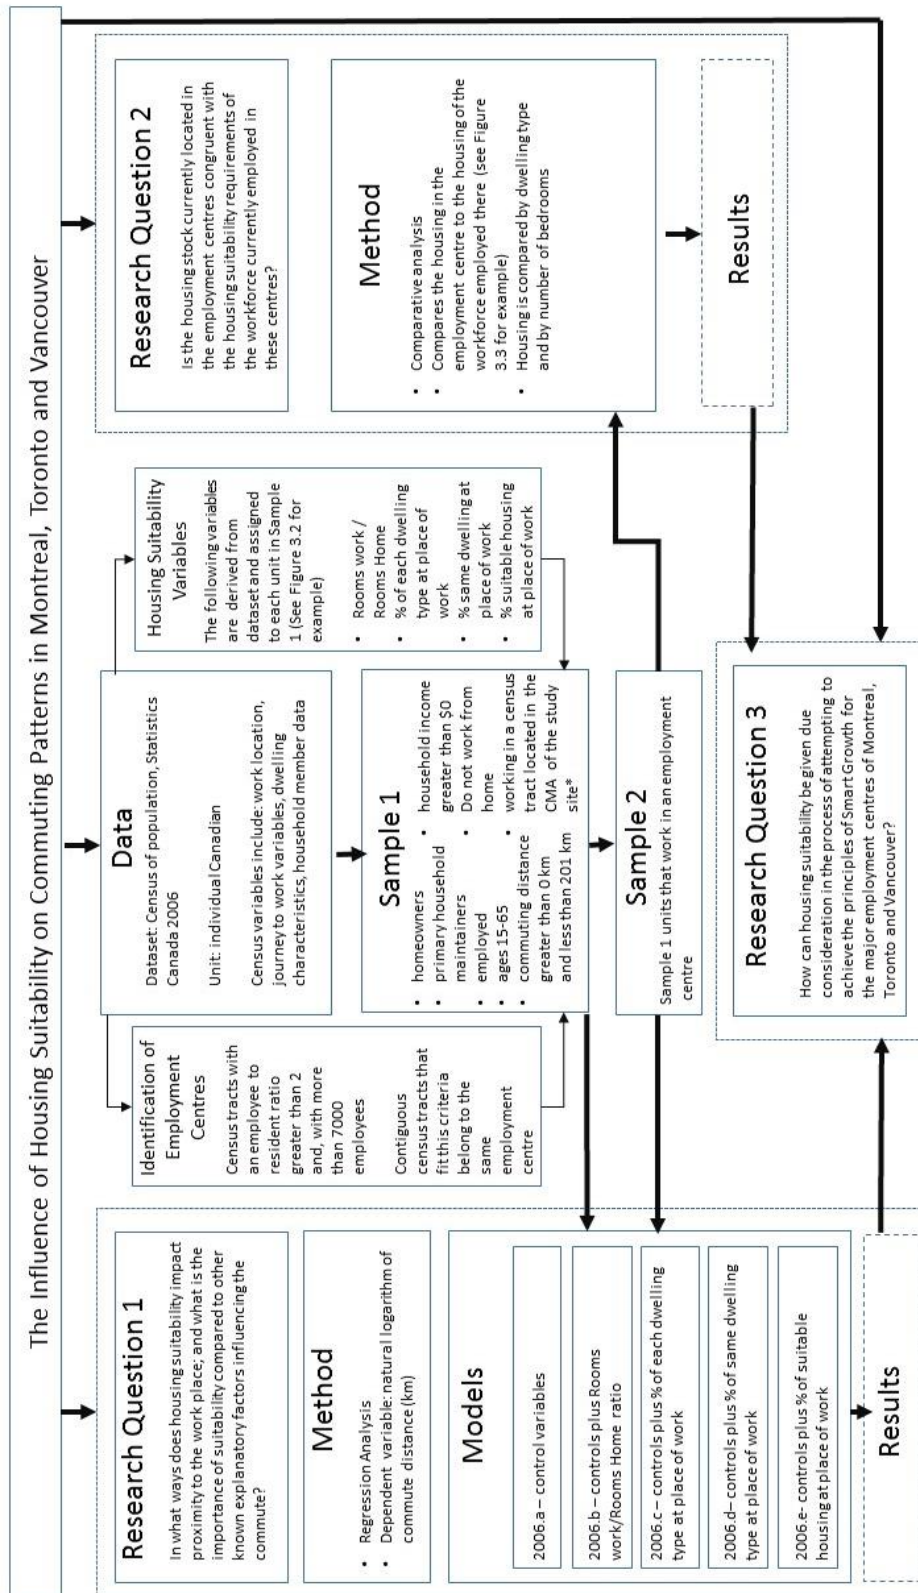 The Influence of Housing Suitability on Commuting Patterns in Montreal, Toronto and Vancouver
Research Question 1
In what ways does housing suitability impact
proximity to the work place; and what is the
importance of suitability compared to other
known explanatory factors influencing the
commute?
Method
• Regression Analysis
• Dependent variable: natural logarithm of
commute distance (km)
Models
2006.a – control variables
2006.b – controls plus Rooms
work/Rooms Home ratio
2006.c – controls plus % of each dwelling
type at place of work
2006.d– controls plus % of same dwelling
type at place of work
2006.e- controls plus % of suitable
housing at place of work
Results
Identification of
Employment
Centres
Census tracts with
an employee to
resident ratio
greater than 2
and, with more
than 7000
employees
Contiguous
census tracts that
fit this criteria
belong to the
same
employment
centre
Data
Dataset: Census of population, Statistics
Canada 2006
Unit: individual Canadian
Census variables include: work location,
journey to work variables, dwelling
characteristics, household member data
Sample 1
• homeowners
• primary household
maintainers
• employed
• ages 15-65
• commuting distance
greater than 0 km
and less than 201 km
• household income
greater than $0
• Do not work from
home
• working in a census
tract located in the
CMA of the study
site*
Sample 2
Sample 1 units that work in an employment
centre
Housing Suitability
Variables
The following variables
are derived from
dataset and assigned
to each unit in Sample
1 (See Figure 3.2 for
example)
• Rooms work /
Rooms Home
• % of each dwelling
type at place of
work
• % same dwelling at
place of work
• % suitable housing
at place of work
Research Question 2
Is the housing stock currently located in
the employment centres congruent with
the housing suitability requirements of
the workforce currently employed in
these centres?
Method
• Comparative analysis
• Compares the housing in the
employment centre to the housing of the
workforce employed there (see Figure
3.3 for example)
• Housing is compared by dwelling type
and by number of bedrooms
Results
Research Question 3
How can housing suitability be given due
consideration in the process of attempting to
achieve the principles of Smart Growth for
the major employment centres of Montreal,
Toronto and Vancouver?